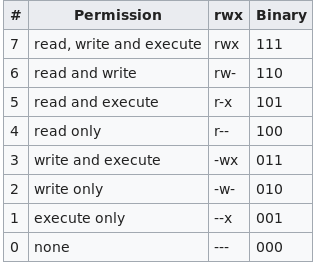 # Permission rwx Binary
7 read, write and execute rwx 111
6 read and write rw- 110
5 read and execute r-x 101
4 read only r-- 100
3 write and execute -wx 011
2 write only -w- 010
1 execute only --x 001
0 none --- 000